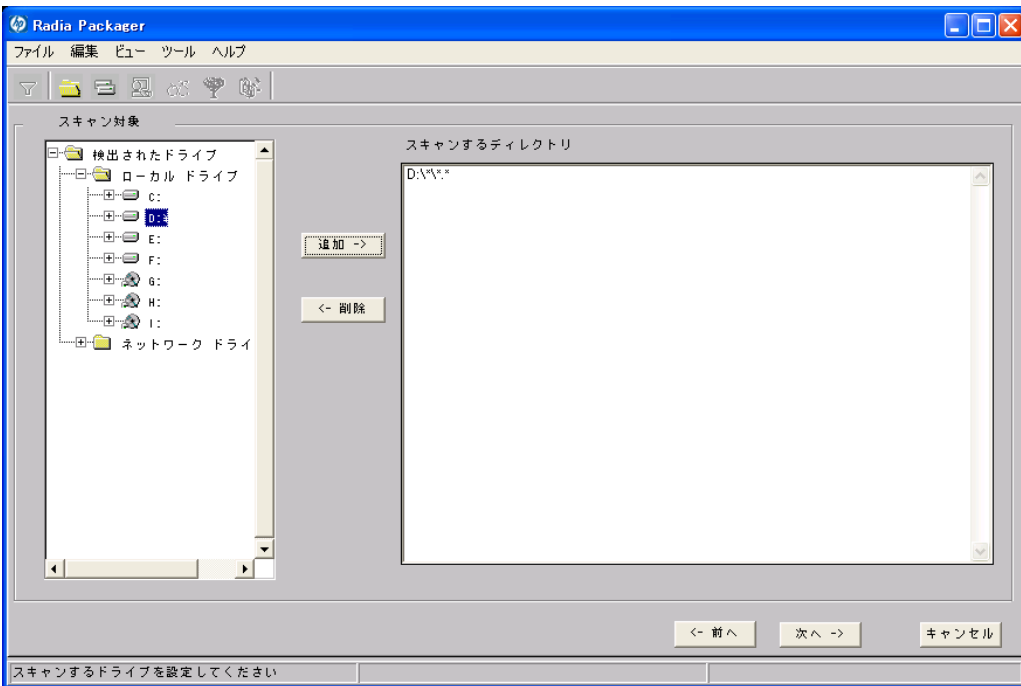 Radia Packager
ファイル 編集 ビュー ツール ヘルプ
スキャン対象
検出されたドライブ
ローカル ドライブ
C:
D:¥
E:
F:
G:
H:
I:
ネットワーク ドライ
追加 ->
<- 削除
スキャンするディレクトリ
D:\*\*.*
<- 前へ
次へ ->
キャンセル
スキャンするドライブを設定してください